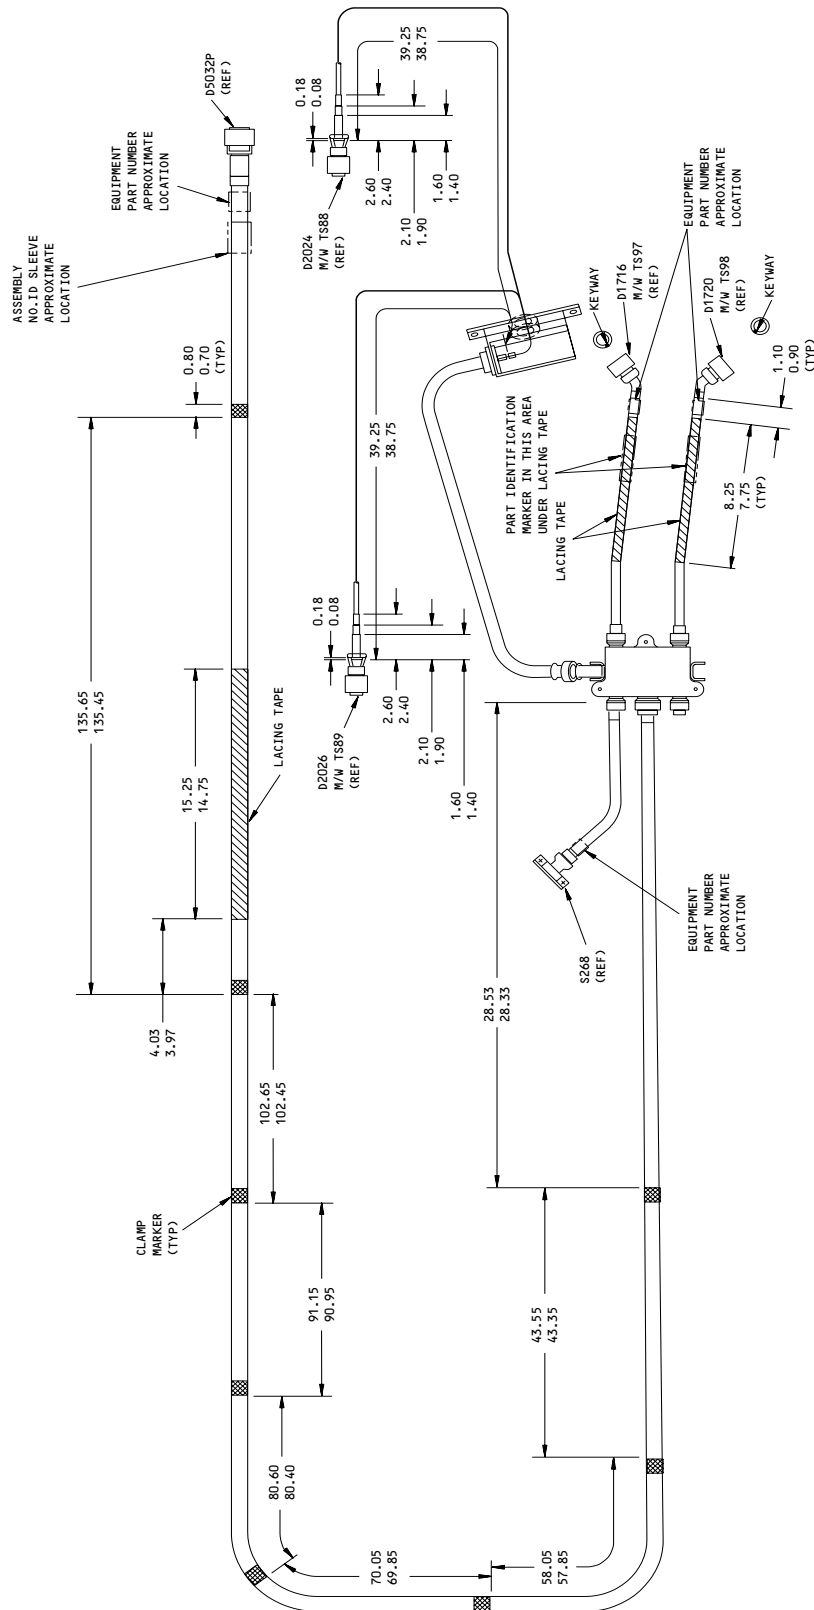 ASSEMBLY
NO.ID SLEEVE
APPROXIMATE
LOCATION
EQUIPMENT
PART NUMBER
APPROXIMATE
LOCATION
D5032P
(REF)
0.80
0.70
(TYP)
135.65
135.45
15.25
14.75
LACING TAPE
4.03
3.97
102.65
102.45
CLAMP
MARKER
(TYP)
91.15
90.95
80.60
80.40
70.05
69.85
58.05
57.85
43.55
43.35
28.53
28.33
39.25
38.75
0.18
0.08
D2024
M/W TS88
(REF)
2.60
2.40
2.10
1.90
1.60
1.40
39.25
38.75
0.18
0.08
D2026
M/W TS89
(REF)
2.60
2.40
2.10
1.90
1.60
1.40
EQUIPMENT
PART NUMBER
APPROXIMATE
LOCATION
KEYWAY
D1716
M/W TS97
(REF)
D1720
M/W TS98
(REF)
KEYWAY
1.10
0.90
(TYP)
8.25
7.75
(TYP)
PART IDENTIFICATION
MARKER IN THIS AREA
UNDER LACING TAPE
LACING TAPE
S268
(REF)
EQUIPMENT
PART NUMBER
APPROXIMATE
LOCATION